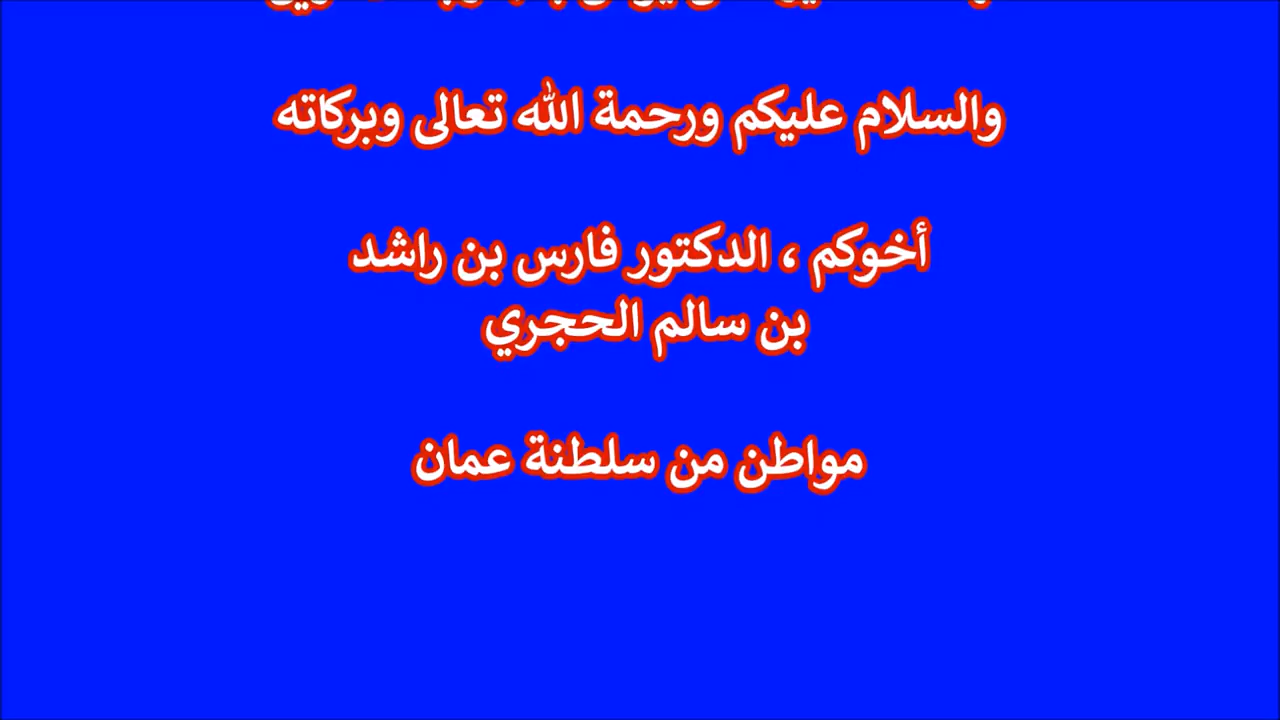 والسلام عليكم ورحمة الله تعالى وبركاته
أخوكم ، الدكتور فارس بن راشد
بن سالم الحجري
مواطن من سلطنة عمان